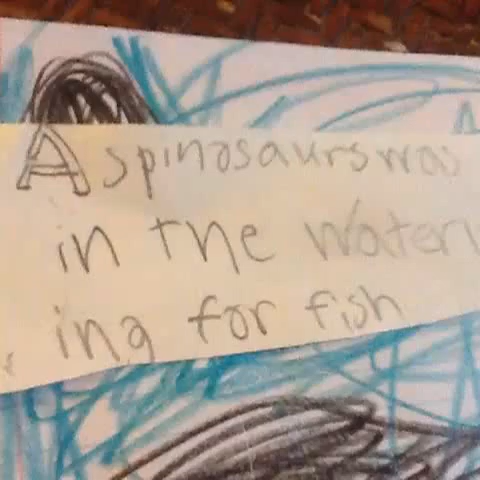 A spinosaurs was
in the water
ing for fish